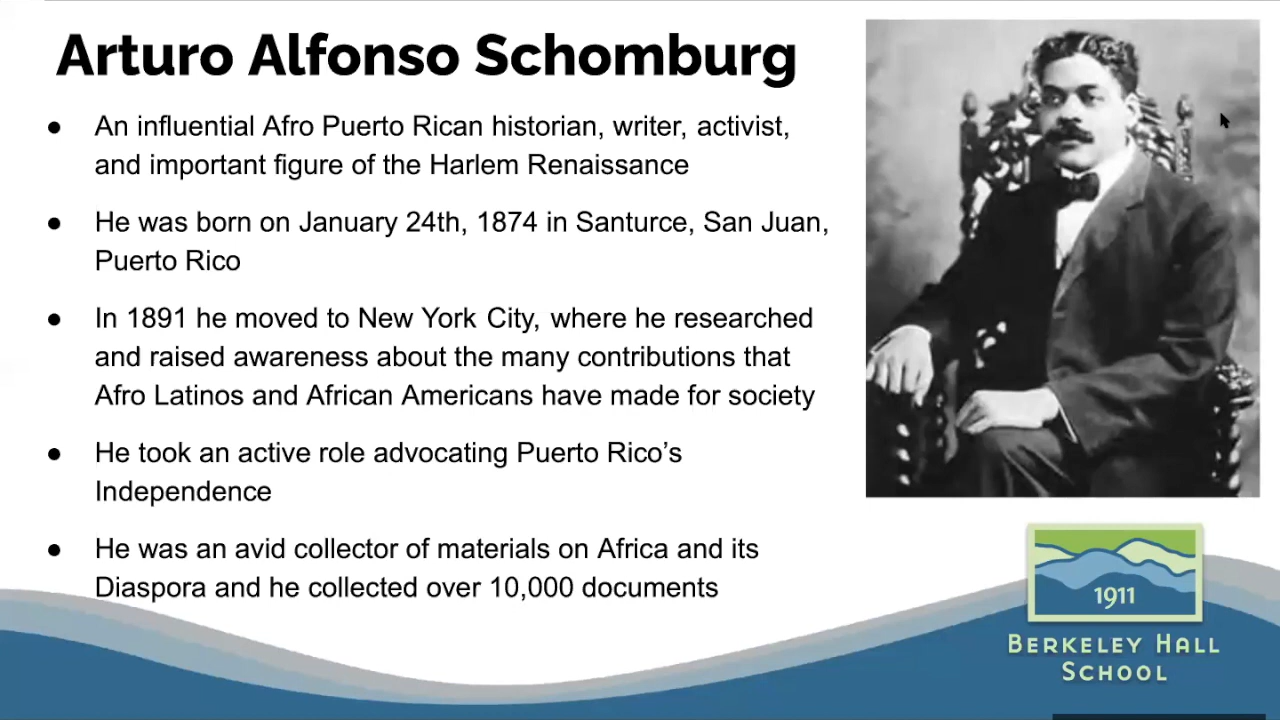 Arturo Alfonso Schomburg
● An influential Afro Puerto Rican historian, writer, activist,
and important figure of the Harlem Renaissance
● He was born on January 24th, 1874 in Santurce, San Juan,
Puerto Rico
● In 1891 he moved to New York City, where he researched
and raised awareness about the many contributions that
Afro Latinos and African Americans have made for society
● He took an active role advocating Puerto Rico’s
Independence
● He was an avid collector of materials on Africa and its
Diaspora and he collected over 10,000 documents
1911
BERKELEY HALL
SCHOOL